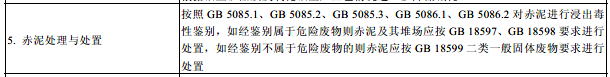 5. 赤泥处理与处置
按照 GB 5085.1、GB 5085.2、GB 5085.3、GB 5086.1、GB 5086.2 对赤泥进行浸出毒
性鉴别，如经鉴别属于危险废物则赤泥及其堆场应按 GB 18597、GB 18598 要求进行
处置，如经鉴别不属于危险废物的则赤泥应按 GB 18599 二类一般固体废物要求进行
处置